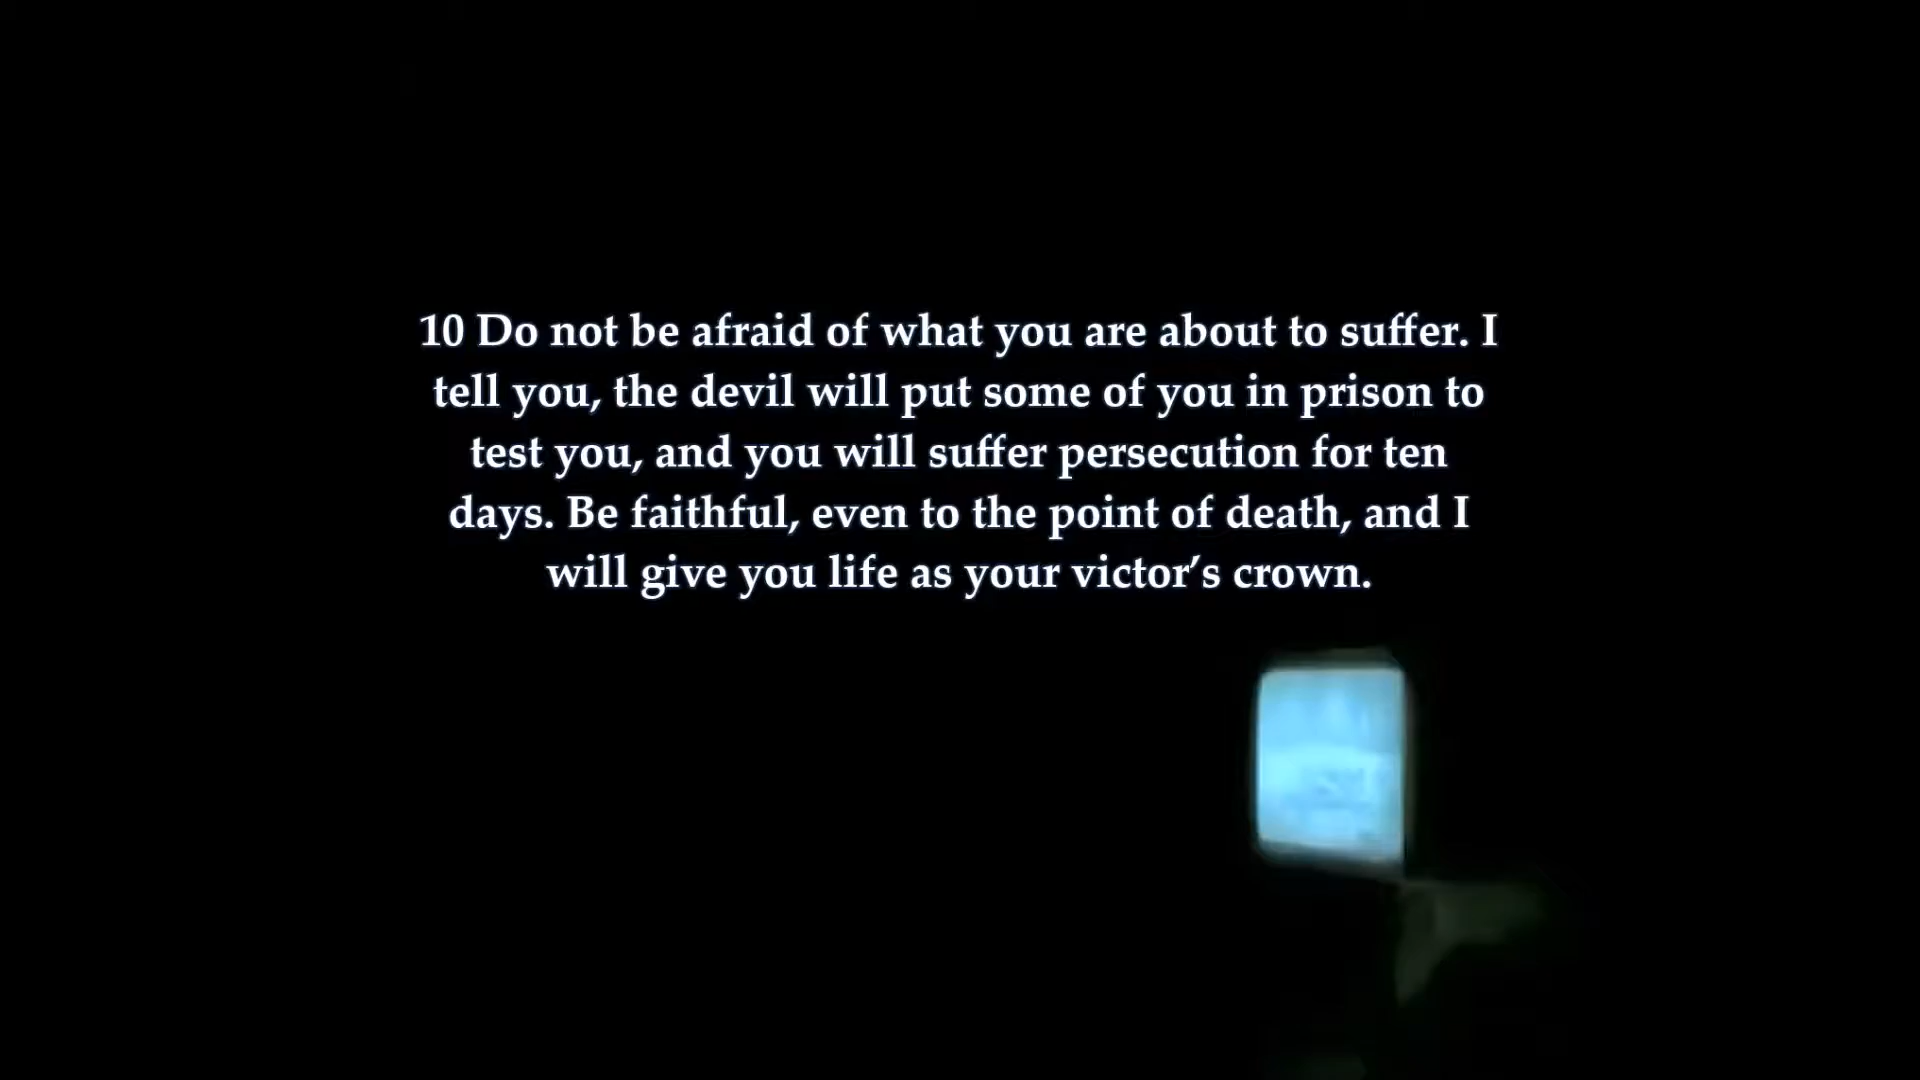 10 Do not be afraid of what you are about to suffer. I
tell you, the devil will put some of you in prison to
test you, and you will suffer persecution for ten
days. Be faithful, even to the point of death, and I
will give you life as your victor’s crown.